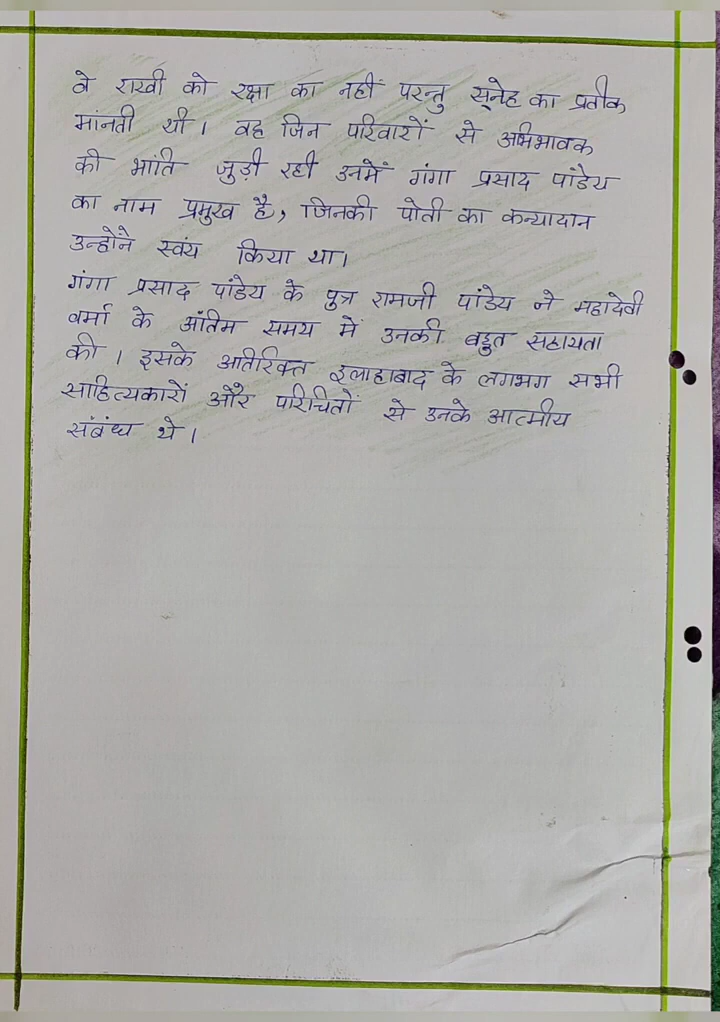 वे राखी को रक्षा का नहीं परन्तु स्नेह का प्रतीक
मांनती थी। वह जिन परिवारों से अभिभावक
की भांति जुड़ी रही उनमें गंगा प्रसाद पांडेय
का नाम प्रमुख है, जिनकी पोती का कन्यादान
उन्होंने स्वंय किया था।
गंगा प्रसाद पांडेय के पुत्र रामजी पांडेय ने महादेवी
वर्मा के अंतिम समय में उनकी बहुत सहायता
की। इसके अतिरिक्त इलाहाबाद के लगभग सभी
साहित्यकारों और परिचितों से उनके आत्मीय
संबंध थे।